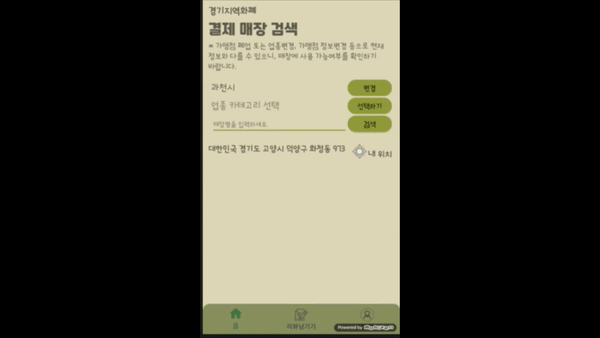 경기지역화폐
결제 매장 검색
* 가맹점 폐업 또는 업종변경, 가맹점 정보변경 등으로 현재
정보와 다를 수 있으니, 매장에 사용 가능여부를 확인하기
바랍니다.
과천시 변경
업종 카테고리 선택 선택하기
매장명을 입력하세요. 검색
대한민국 경기도 고양시 덕양구 화정동 973 내 위치
홈
리뷰남기기
Powered by